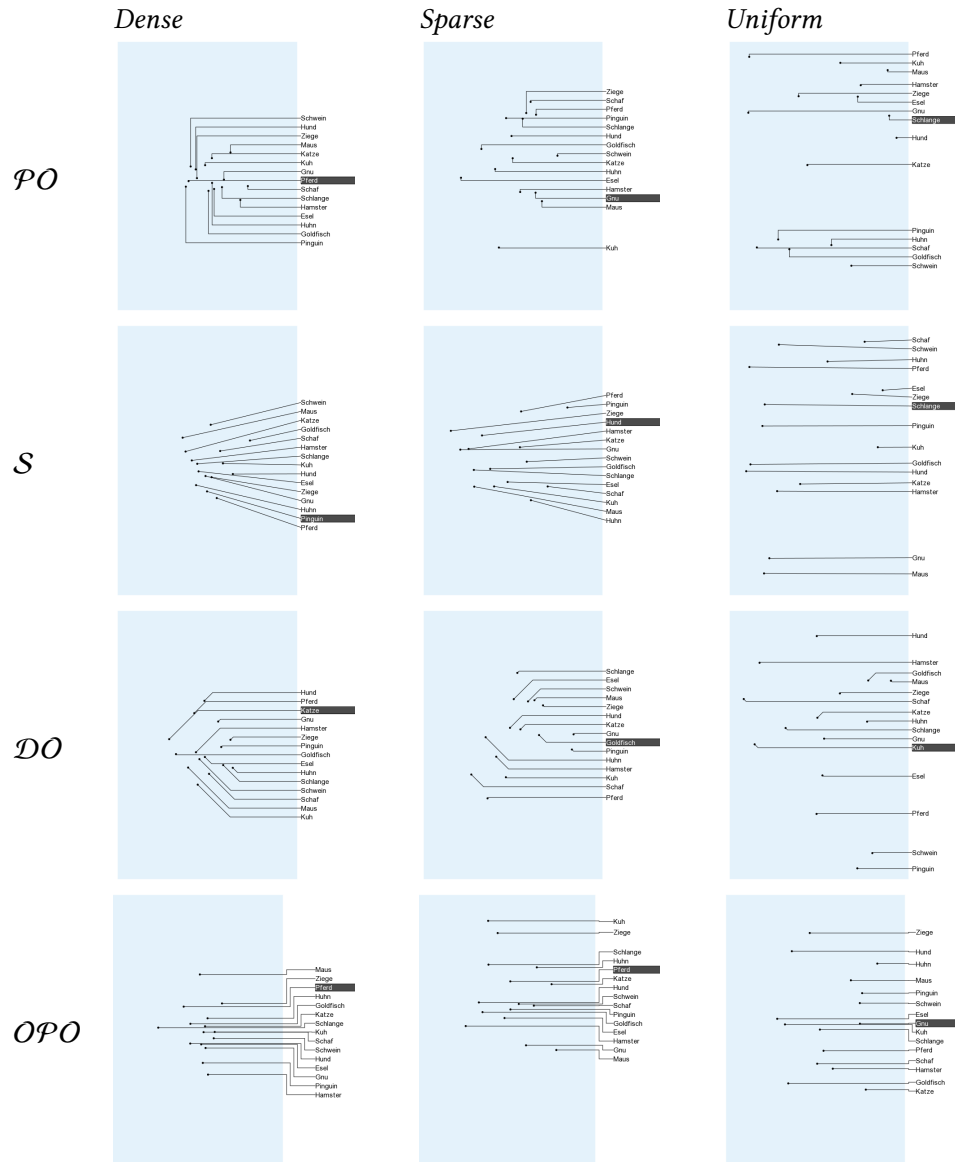 Dense Sparse Uniform
PO
Schwein
Hund
Ziege
Maus
Katze
Kuh
Gnu
Pferd
Schaf
Schlange
Hamster
Esel
Huhn
Goldfisch
Pinguin
Ziege
Schaf
Pferd
Pinguin
Schlange
Hund
Goldfisch
Schwein
Katze
Huhn
Esel
Hamster
Gnu
Maus
Kuh
Pferd
Kuh
Maus
Hamster
Ziege
Esel
Gnu
Schlange
Hund
Katze
Pinguin
Huhn
Schaf
Goldfisch
Schwein
S
Schwein
Maus
Katze
Goldfisch
Schaf
Hamster
Schlange
Kuh
Hund
Esel
Ziege
Gnu
Huhn
Pinguin
Pferd
Pferd
Pinguin
Ziege
Hund
Hamster
Katze
Gnu
Schwein
Goldfisch
Schlange
Esel
Schaf
Kuh
Maus
Huhn
Schaf
Schwein
Huhn
Pferd
Esel
Ziege
Schlange
Pinguin
Kuh
Goldfisch
Hund
Katze
Hamster
Gnu
Maus
DO
Hund
Pferd
Katze
Gnu
Hamster
Ziege
Pinguin
Goldfisch
Esel
Huhn
Schlange
Schwein
Schaf
Maus
Kuh
Schlange
Esel
Schwein
Maus
Ziege
Hund
Katze
Gnu
Goldfisch
Pinguin
Huhn
Hamster
Kuh
Schaf
Pferd
Hund
Hamster
Goldfisch
Maus
Ziege
Schaf
Katze
Huhn
Schlange
Gnu
Kuh
Esel
Pferd
Schwein
Pinguin
OPO
Maus
Ziege
Pferd
Huhn
Goldfisch
Katze
Schlange
Kuh
Schaf
Schwein
Hund
Esel
Gnu
Pinguin
Hamster
Kuh
Ziege
Schlange
Huhn
Pferd
Katze
Hund
Schwein
Schaf
Pinguin
Goldfisch
Esel
Hamster
Gnu
Maus
Ziege
Hund
Huhn
Maus
Pinguin
Schwein
Esel
Gnu
Kuh
Schlange
Pferd
Schaf
Hamster
Goldfisch
Katze